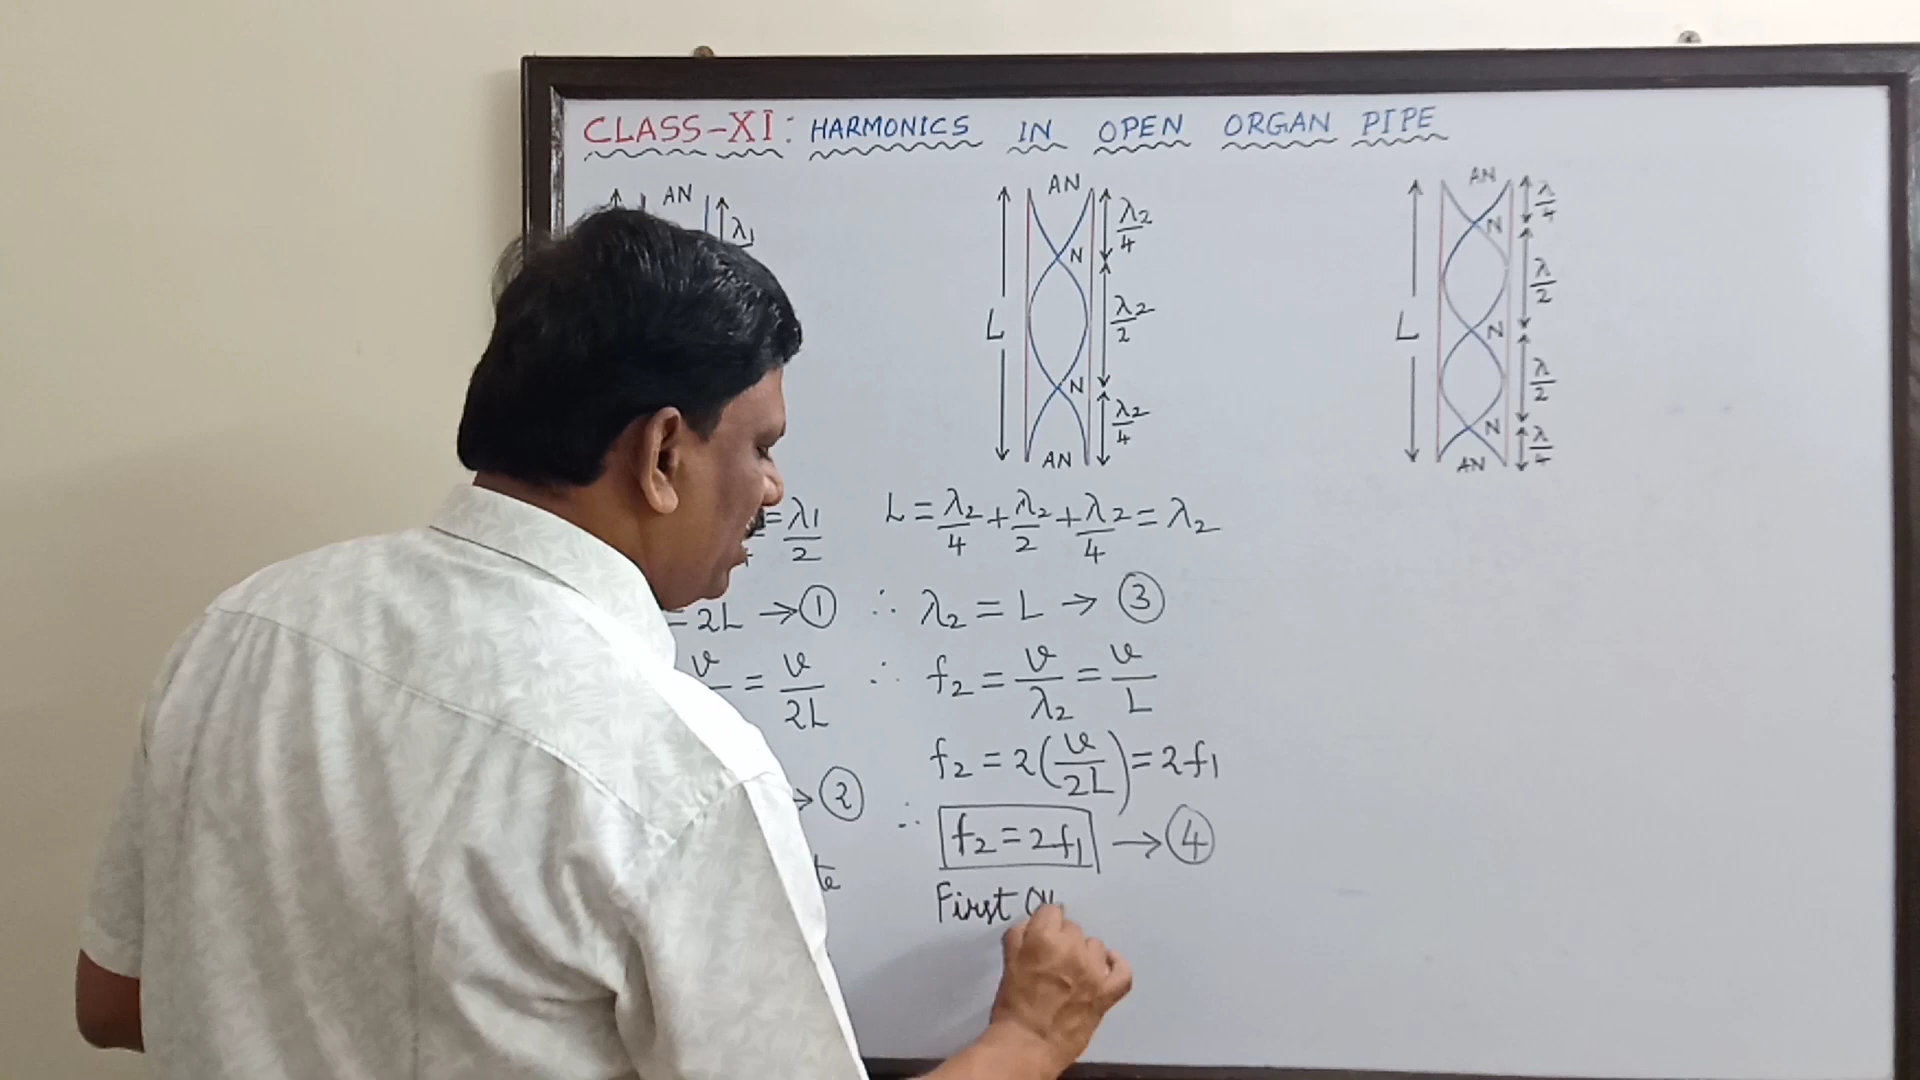 CLASS-XI: HARMONICS IN OPEN ORGAN PIPE
AN
λ1
AN
λ2/4
N
λ2/2
L
N
λ2/4
AN
AN
λ/4
N
λ/2
L
N
λ/2
N
λ/4
AN
= λ1/2
= 2L → ①
v = v/2L
→ ②
te
L = λ2/4 + λ2/2 + λ2/4 = λ2
∴ λ2 = L → ③
∴ f2 = v/λ2 = v/L
f2 = 2(v/2L) = 2f1
∴ f2 = 2f1 → ④
First Ov